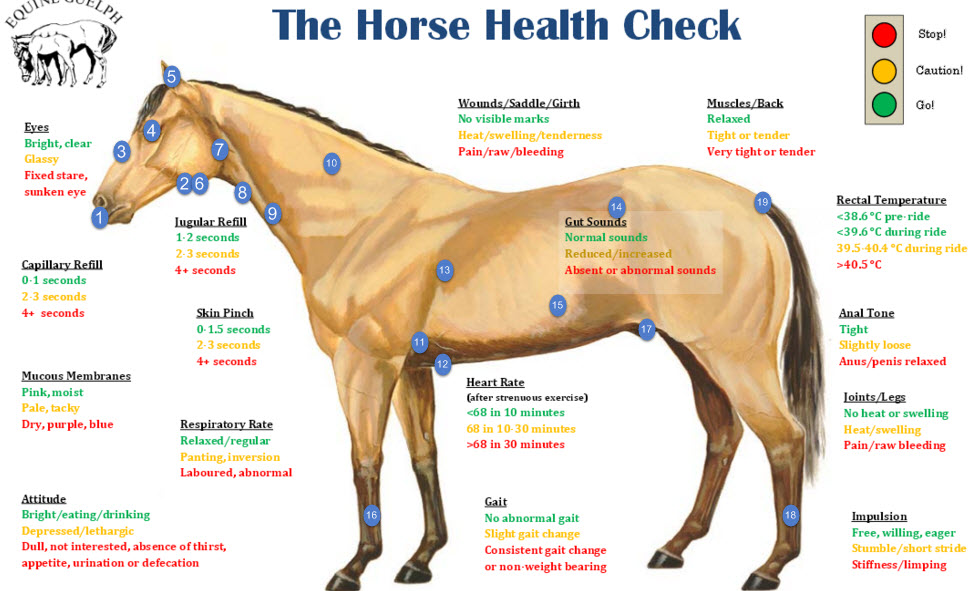 EQUINE GUELPH
The Horse Health Check
Stop!
Caution!
Go!
Eyes
Bright, clear
Glassy
Fixed stare,
sunken eye
Wounds/Saddle/Girth
No visible marks
Heat/swelling/tenderness
Pain/raw/bleeding
Muscles/Back
Relaxed
Tight or tender
Very tight or tender
5
4
3
7
10
2 6
8
1
9
14
19
13
15
17
11
12
16
18
Jugular Refill
1-2 seconds
2-3 seconds
4+ seconds
Gut Sounds
Normal sounds
Reduced/increased
Absent or abnormal sounds
Rectal Temperature
<38.6°C pre-ride
<39.6°C during ride
39.5-40.4 °C during ride
>40.5°C
Capillary Refill
0-1 seconds
2-3 seconds
4+ seconds
Skin Pinch
0-1.5 seconds
2-3 seconds
4+ seconds
Anal Tone
Tight
Slightly loose
Anus/penis relaxed
Mucous Membranes
Pink, moist
Pale, tacky
Dry, purple, blue
Heart Rate
(after strenuous exercise)
<68 in 10 minutes
68 in 10-30 minutes
>68 in 30 minutes
Joints/Legs
No heat or swelling
Heat/swelling
Pain/raw bleeding
Respiratory Rate
Relaxed/regular
Panting, inversion
Laboured, abnormal
Attitude
Bright/eating/drinking
Depressed/lethargic
Dull, not interested, absence of thirst,
appetite, urination or defecation
Gait
No abnormal gait
Slight gait change
Consistent gait change
or non-weight bearing
Impulsion
Free, willing, eager
Stumble/short stride
Stiffness/limping